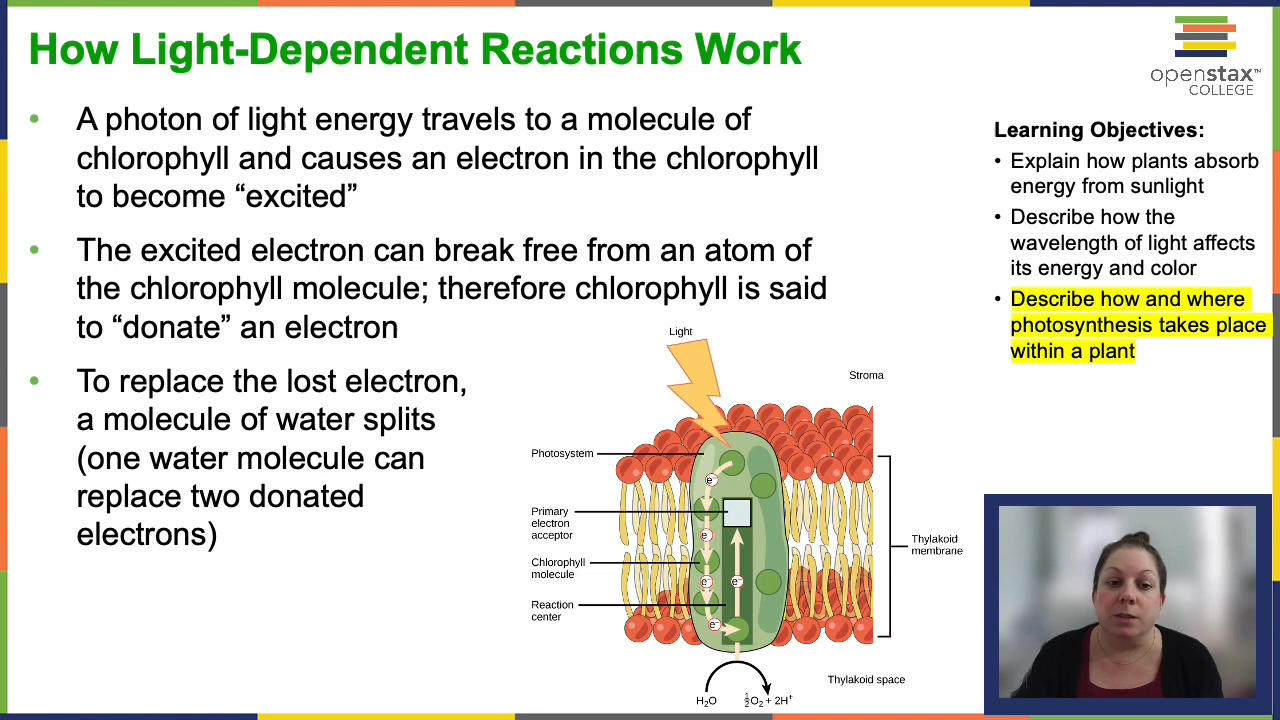 How Light-Dependent Reactions Work
openstax™
COLLEGE
• A photon of light energy travels to a molecule of
chlorophyll and causes an electron in the chlorophyll
to become “excited”
• The excited electron can break free from an atom of
the chlorophyll molecule; therefore chlorophyll is said
to “donate” an electron
• To replace the lost electron,
a molecule of water splits
(one water molecule can
replace two donated
electrons)
Learning Objectives:
• Explain how plants absorb
energy from sunlight
• Describe how the
wavelength of light affects
its energy and color
• Describe how and where
photosynthesis takes place
within a plant
Light
Stroma
Photosystem
Primary
electron
acceptor
Chlorophyll
molecule
Reaction
center
e⁻
e⁻
e⁻
e⁻
e⁻
Thylakoid
membrane
Thylakoid space
H₂O
½O₂ + 2H⁺